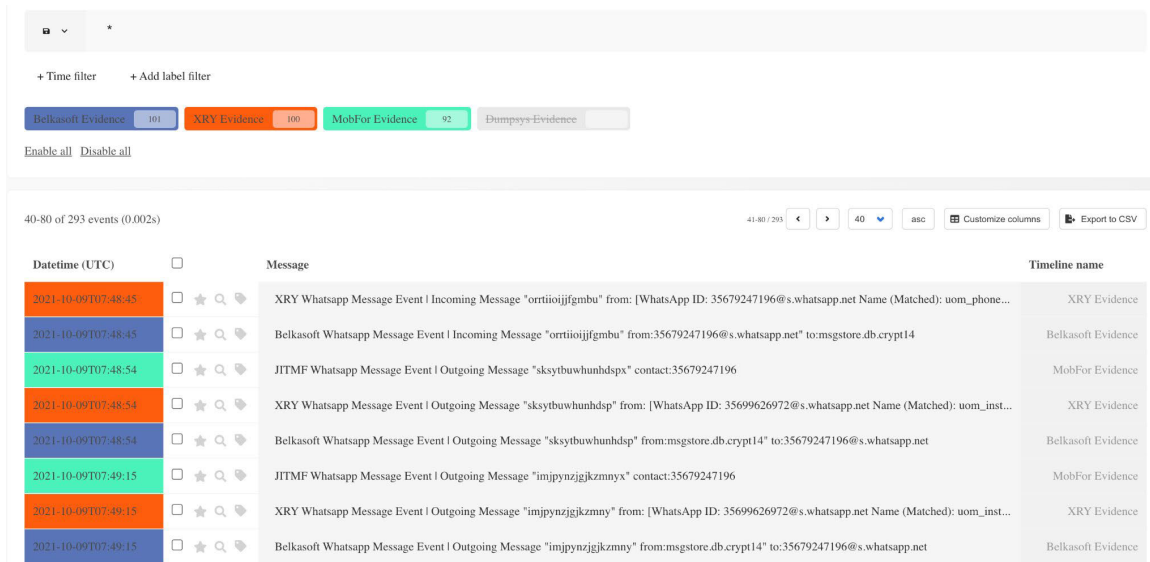 *
+ Time filter + Add label filter
Belkasoft Evidence 101 XRY Evidence 100 MobFor Evidence 92 Dumpsys Evidence
Enable all Disable all
40-80 of 293 events (0.002s) 41-80 / 293 40 asc Customize columns Export to CSV
Datetime (UTC) Message Timeline name
2021-10-09T07:48:45 XRY Whatsapp Message Event | Incoming Message "orrtiioijjfgmbu" from: [WhatsApp ID: 35679247196@s.whatsapp.net Name (Matched): uom_phone... XRY Evidence
2021-10-09T07:48:45 Belkasoft Whatsapp Message Event | Incoming Message "orrtiioijjfgmbu" from:35679247196@s.whatsapp.net" to:msgstore.db.crypt14 Belkasoft Evidence
2021-10-09T07:48:54 JITMF Whatsapp Message Event | Outgoing Message "sksytbuwhunhdspx" contact:35679247196 MobFor Evidence
2021-10-09T07:48:54 XRY Whatsapp Message Event | Outgoing Message "sksytbuwhunhdsp" from: [WhatsApp ID: 35699626972@s.whatsapp.net Name (Matched): uom_inst... XRY Evidence
2021-10-09T07:48:54 Belkasoft Whatsapp Message Event | Outgoing Message "sksytbuwhunhdsp" from:msgstore.db.crypt14" to:35679247196@s.whatsapp.net Belkasoft Evidence
2021-10-09T07:49:15 JITMF Whatsapp Message Event | Outgoing Message "imjpynzjgjkzmnyx" contact:35679247196 MobFor Evidence
2021-10-09T07:49:15 XRY Whatsapp Message Event | Outgoing Message "imjpynzjgjkzmny" from: [WhatsApp ID: 35699626972@s.whatsapp.net Name (Matched): uom_inst... XRY Evidence
2021-10-09T07:49:15 Belkasoft Whatsapp Message Event | Outgoing Message "imjpynzjgjkzmny" from:msgstore.db.crypt14" to:35679247196@s.whatsapp.net Belkasoft Evidence